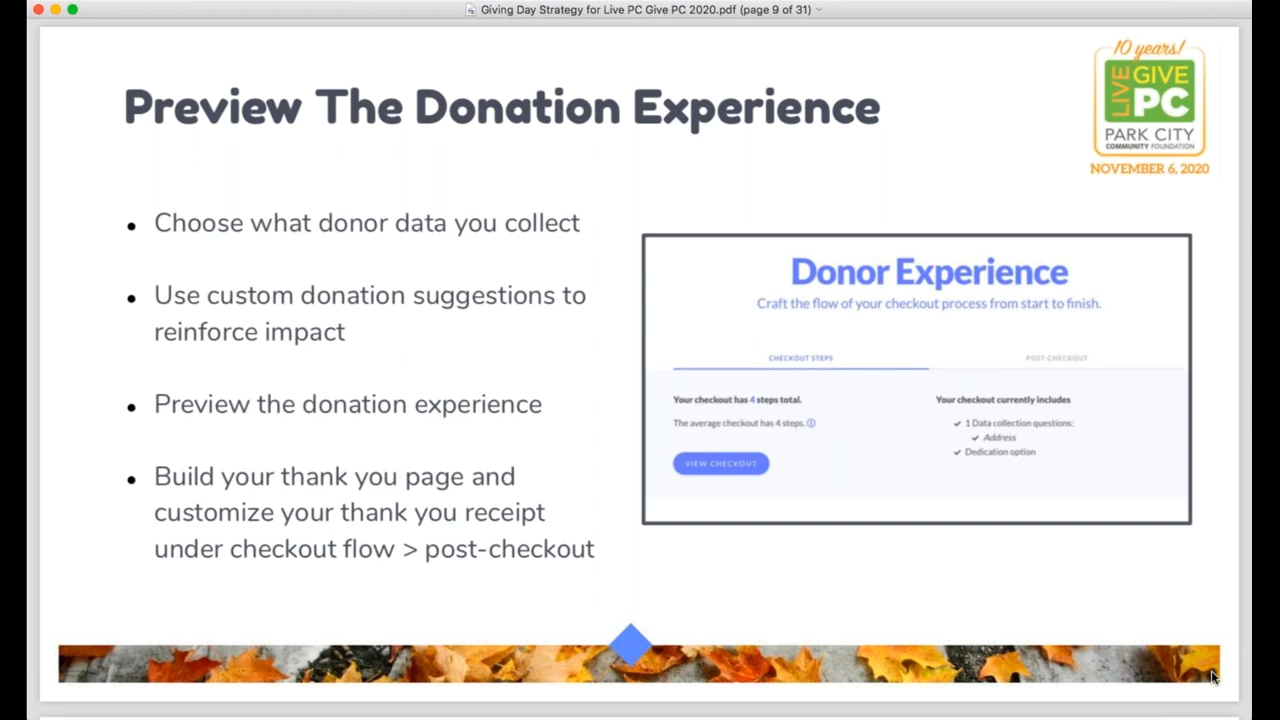 Giving Day Strategy for Live PC Give PC 2020.pdf (page 9 of 31)
10 years!
LIVE
GIVE
PC
PARK CITY
COMMUNITY FOUNDATION
NOVEMBER 6, 2020
Preview The Donation Experience
• Choose what donor data you collect
• Use custom donation suggestions to
reinforce impact
• Preview the donation experience
• Build your thank you page and
customize your thank you receipt
under checkout flow > post-checkout
Donor Experience
Craft the flow of your checkout process from start to finish.
CHECKOUT STEPS
POST-CHECKOUT
Your checkout has 4 steps total.
The average checkout has 4 steps.
VIEW CHECKOUT
Your checkout currently includes
✓ 1 Data collection questions:
✓ Address
✓ Dedication option